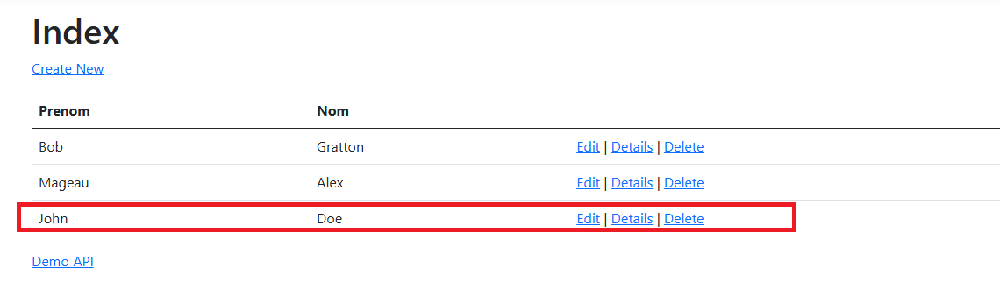 Index
Create New
Prenom Nom
Bob Gratton Edit | Details | Delete
Mageau Alex Edit | Details | Delete
John Doe Edit | Details | Delete
Demo API